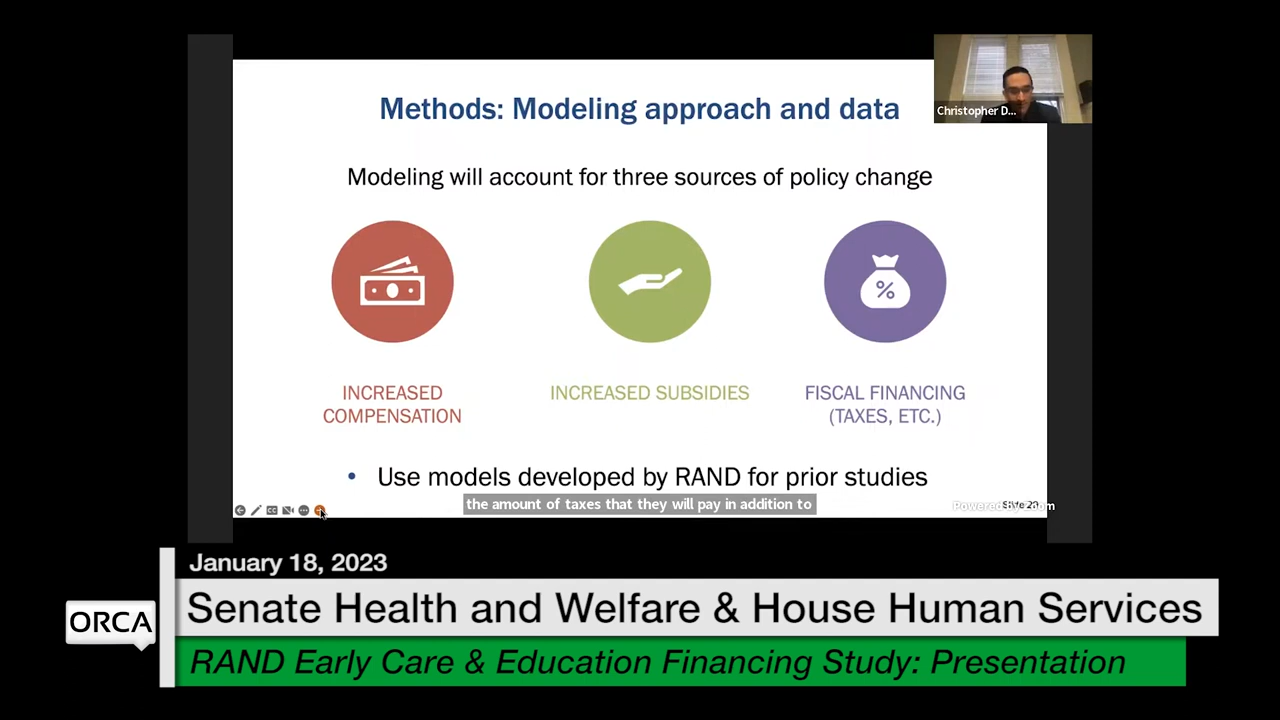 Methods: Modeling approach and data
Christopher D...
Modeling will account for three sources of policy change
%
INCREASED
COMPENSATION
INCREASED SUBSIDIES
FISCAL FINANCING
(TAXES, ETC.)
• Use models developed by RAND for prior studies
the amount of taxes that they will pay in addition to
Powered by Zoom
January 18, 2023
ORCA
Senate Health and Welfare & House Human Services
RAND Early Care & Education Financing Study: Presentation